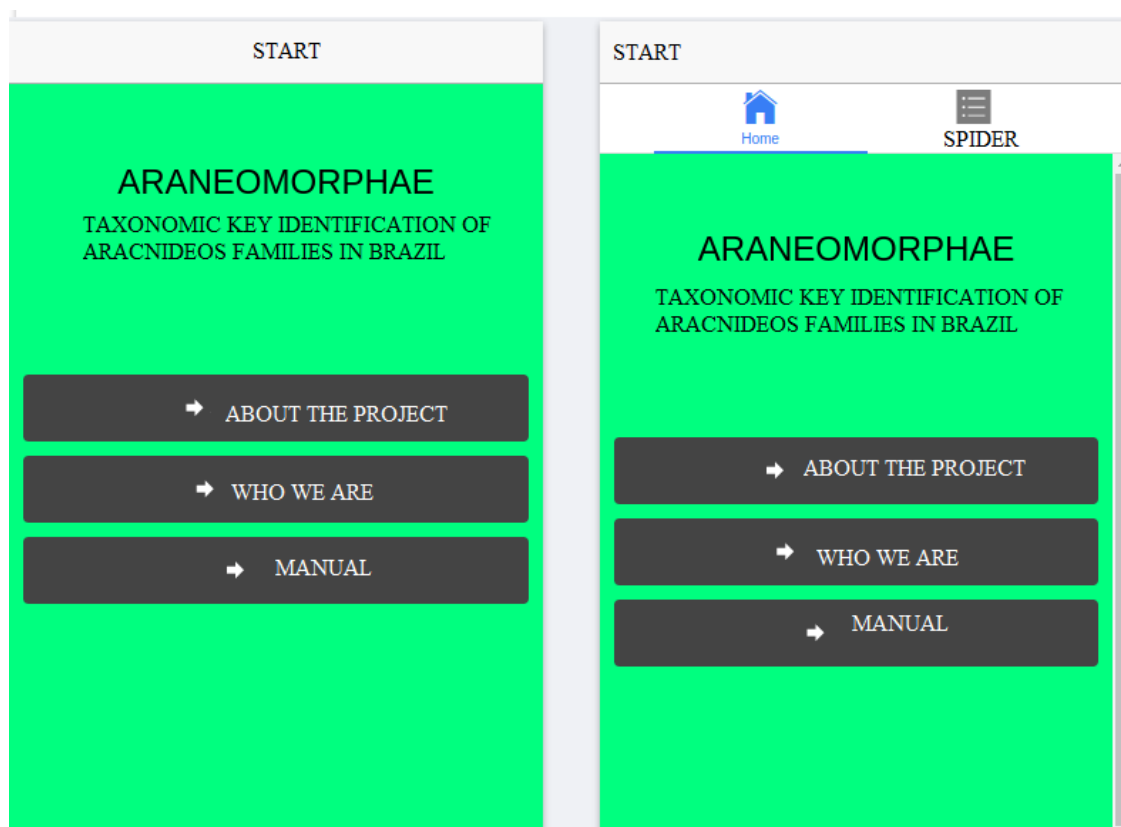 START
ARANEOMORPHAE
TAXONOMIC KEY IDENTIFICATION OF
ARACNIDEOS FAMILIES IN BRAZIL
ABOUT THE PROJECT
WHO WE ARE
MANUAL
START
Home
SPIDER
ARANEOMORPHAE
TAXONOMIC KEY IDENTIFICATION OF
ARACNIDEOS FAMILIES IN BRAZIL
ABOUT THE PROJECT
WHO WE ARE
MANUAL